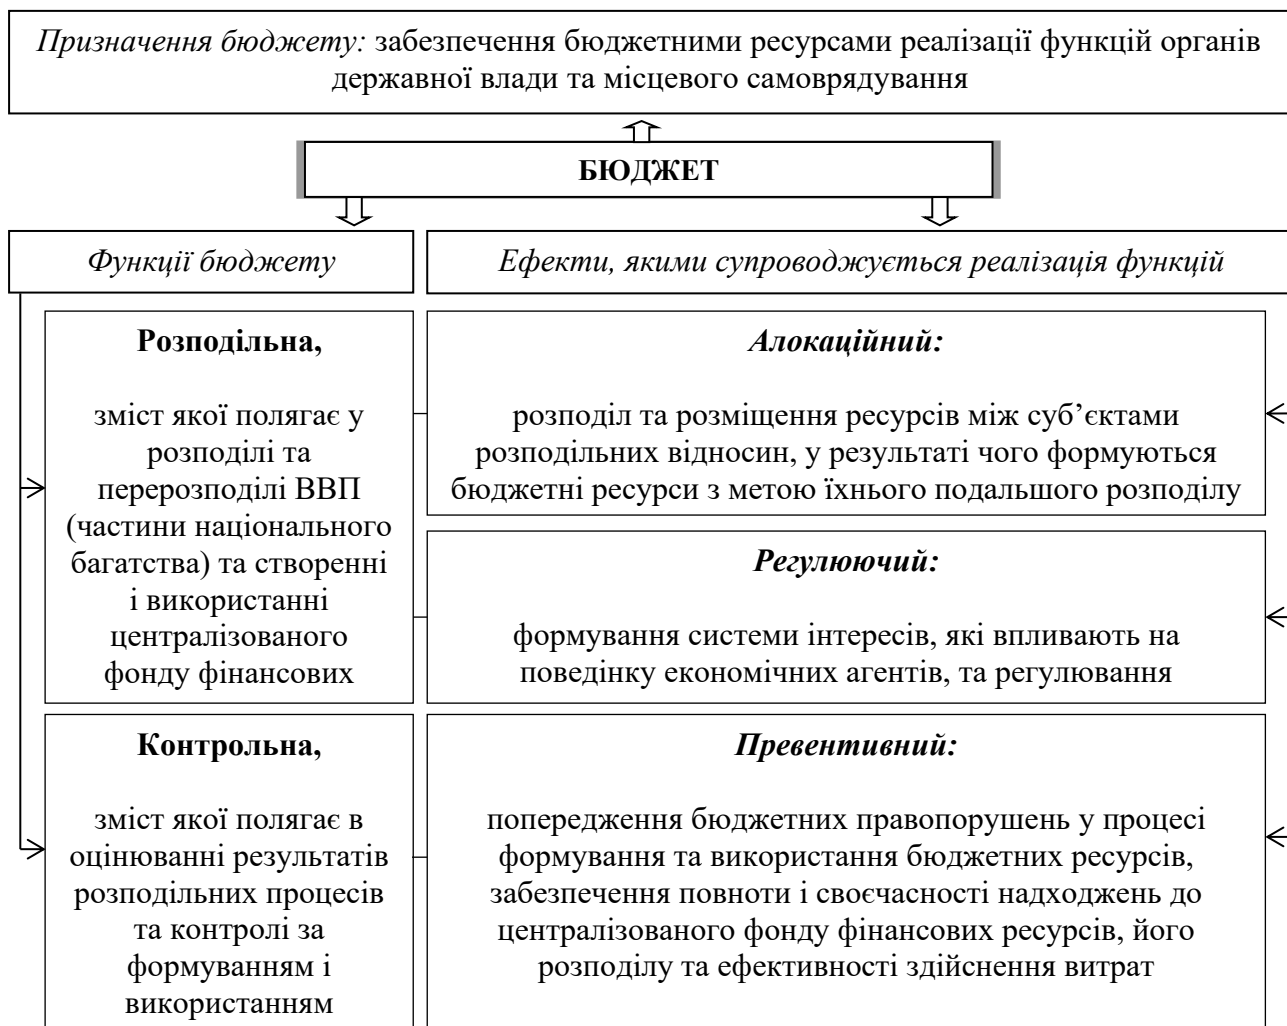 Призначення бюджету: забезпечення бюджетними ресурсами реалізації функцій органів
державної влади та місцевого самоврядування
БЮДЖЕТ
Функції бюджету
Ефекти, якими супроводжується реалізація функцій
Розподільна,
зміст якої полягає у
розподілі та
перерозподілі ВВП
(частини національного
багатства) та створенні
і використанні
централізованого
фонду фінансових
Алокаційний:
розподіл та розміщення ресурсів між суб’єктами
розподільних відносин, у результаті чого формуються
бюджетні ресурси з метою їхнього подальшого розподілу
Регулюючий:
формування системи інтересів, які впливають на
поведінку економічних агентів, та регулювання
Контрольна,
зміст якої полягає в
оцінюванні результатів
розподільних процесів
та контролі за
формуванням і
використанням
Превентивний:
попередження бюджетних правопорушень у процесі
формування та використання бюджетних ресурсів,
забезпечення повноти і своєчасності надходжень до
централізованого фонду фінансових ресурсів, його
розподілу та ефективності здійснення витрат